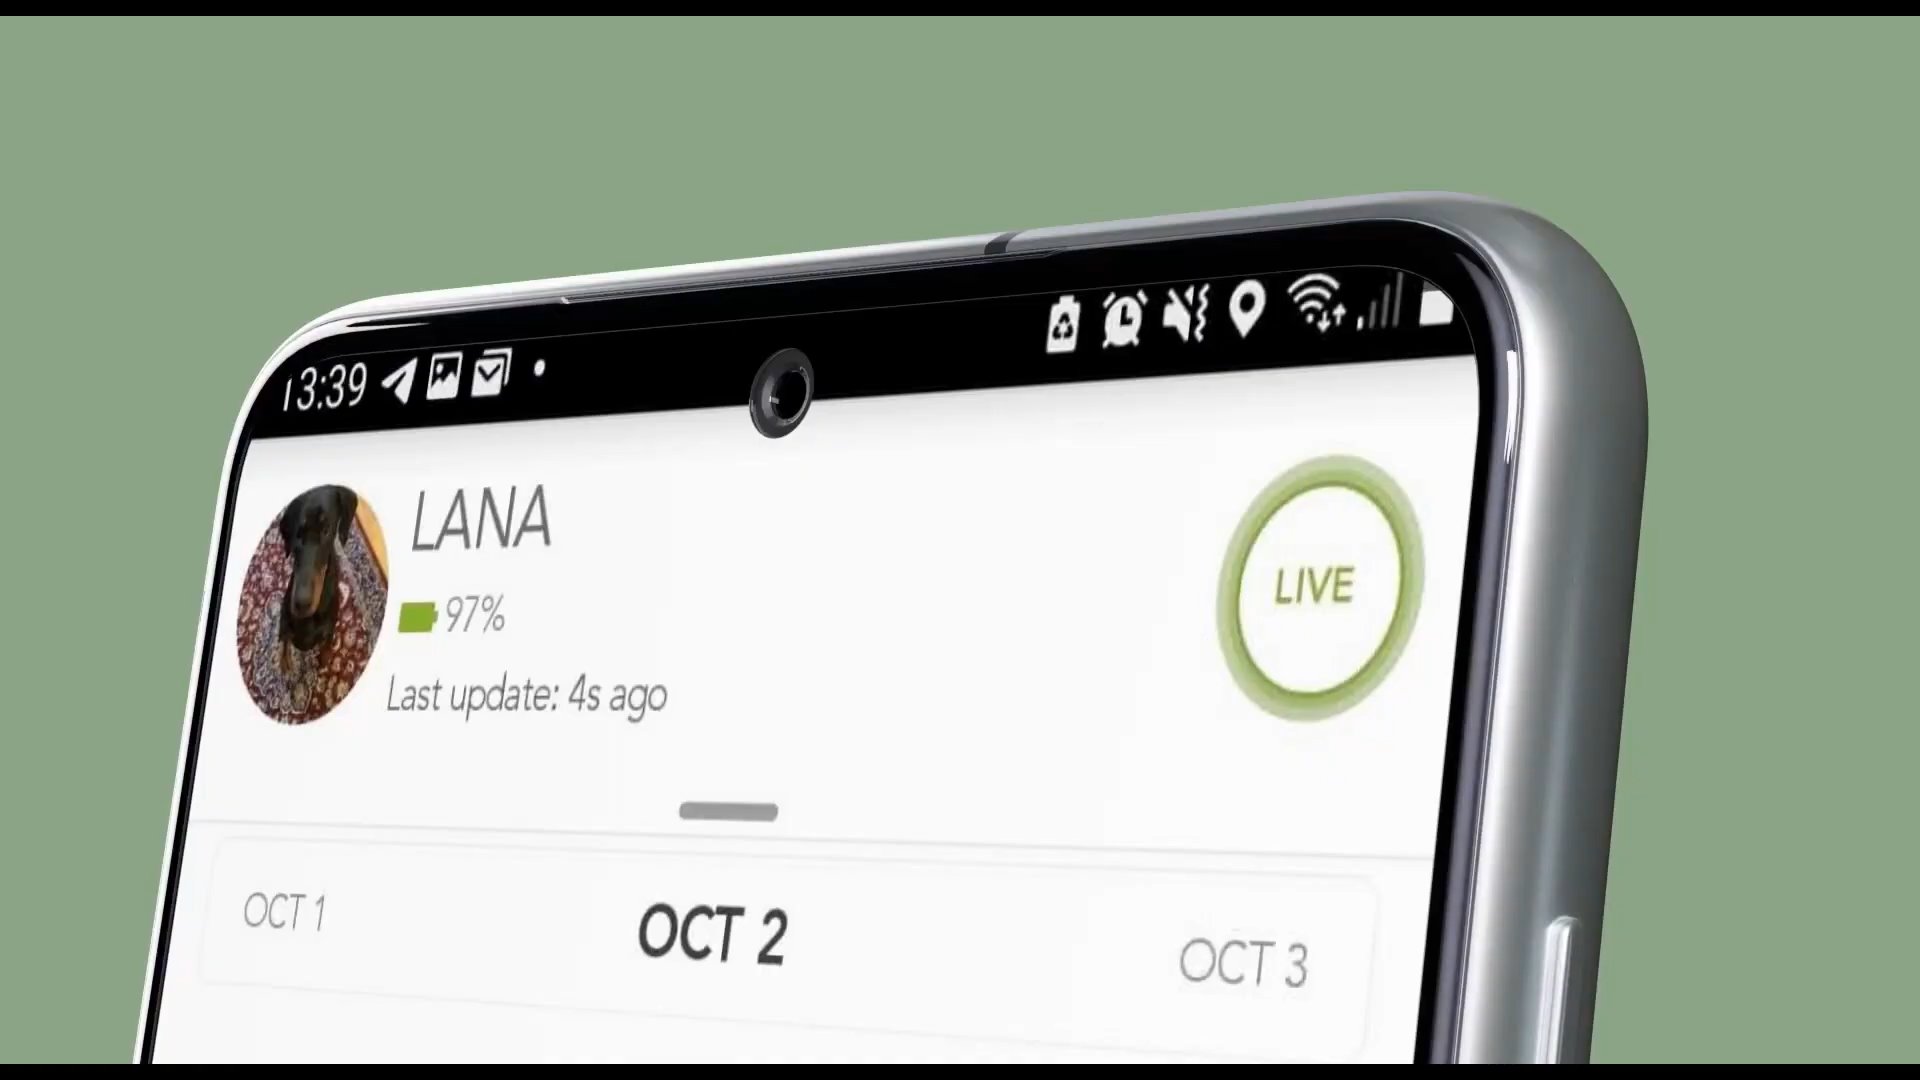 13:39
LANA
97%
Last update: 4s ago
LIVE
OCT 1
OCT 2
OCT 3